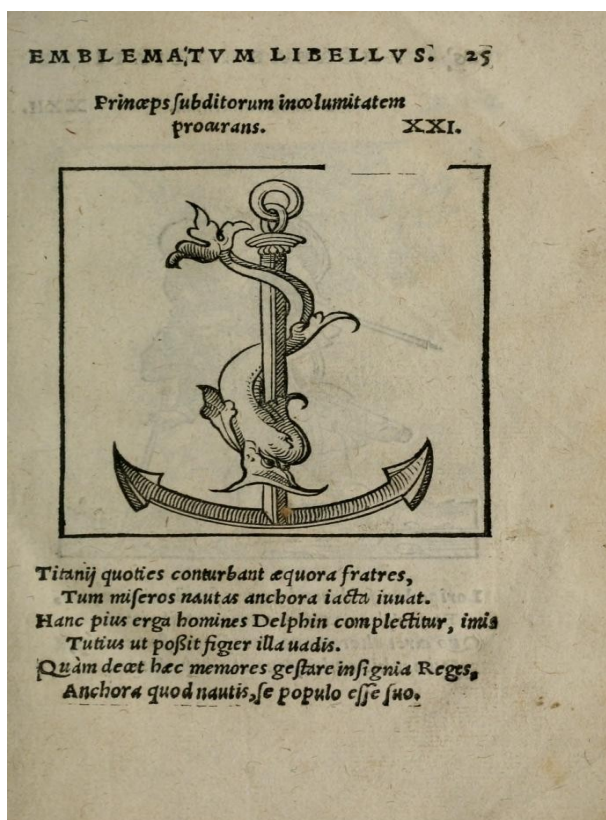 EMBLEMATVM LIBELLVS. 25
Princeps subditorum incolumitatem
procurans. XXI.
Titanij quoties conturbant æquora fratres,
Tum miseros nautas anchora iacta iuuat.
Hanc pius erga homines Delphin complectitur, imis
Tutius ut poßit figier illa uadis.
Quàm decet hæc memores gestare insignia Reges,
Anchora quod nautis, se populo esse suo.